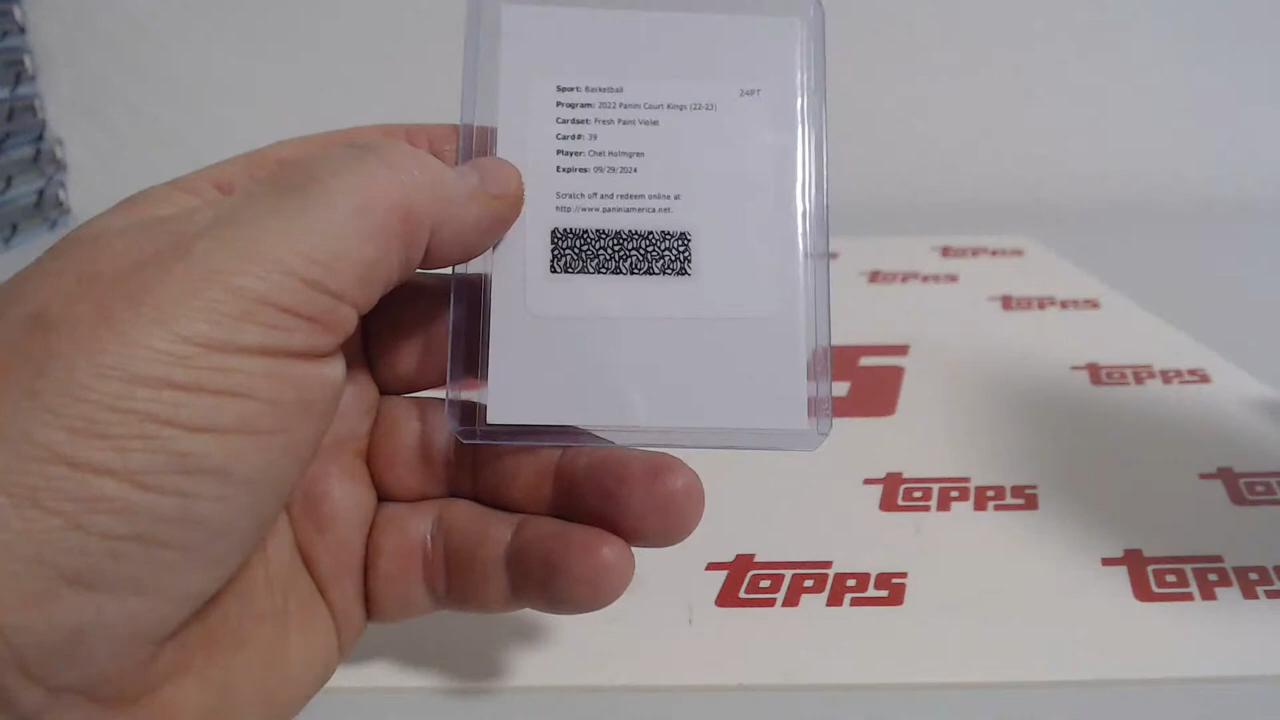 Sport: Basketball
24PT
Program: 2022 Panini Court Kings (22-23)
Cardset: Fresh Paint Violet
Card#: 39
Player: Chet Holmgren
Expires: 09/29/2024
Scratch off and redeem online at
http://www.paniniamerica.net.
topps
topps
topps
topps
topps
topps
topps